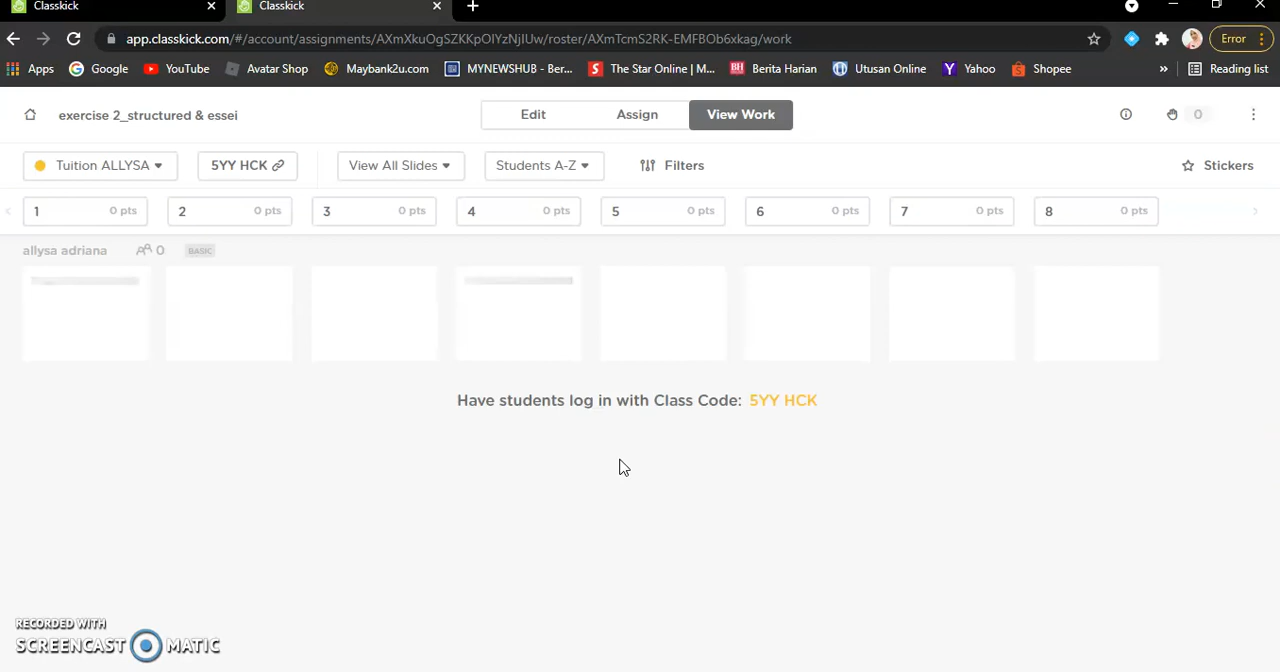 Classkick
Classkick
app.classkick.com/#/account/assignments/AXmXkuOgSZKKpOIYzNjIUw/roster/AXmTcmS2RK-EMFBOb6xkag/work
Error
Apps Google YouTube Avatar Shop Maybank2u.com MYNEWSHUB - Ber... The Star Online | M... Berita Harian Utusan Online Yahoo Shopee » Reading list
exercise 2_structured & essei Edit Assign View Work 0
Tuition ALLYSA 5YY HCK View All Slides Students A-Z Filters Stickers
1 0 pts 2 0 pts 3 0 pts 4 0 pts 5 0 pts 6 0 pts 7 0 pts 8 0 pts
allysa adriana 0 BASIC
Have students log in with Class Code: 5YY HCK
RECORDED WITH
SCREENCAST MATIC